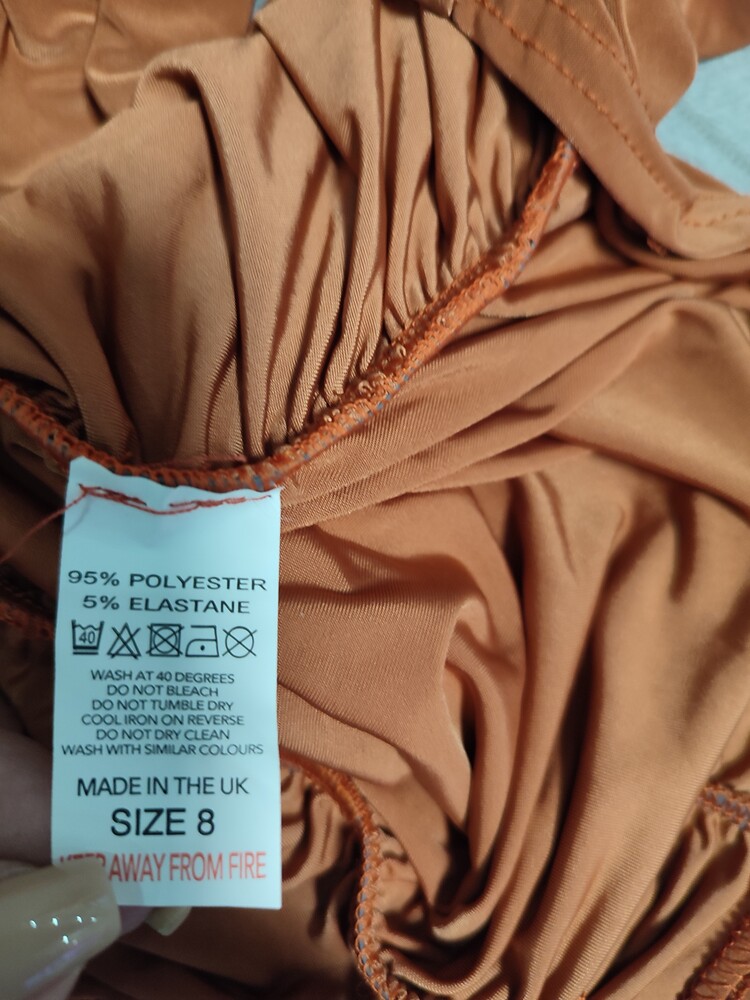 95% POLYESTER
5% ELASTANE
40
WASH AT 40 DEGREES
DO NOT BLEACH
DO NOT TUMBLE DRY
COOL IRON ON REVERSE
DO NOT DRY CLEAN
WASH WITH SIMILAR COLOURS
MADE IN THE UK
SIZE 8
KEEP AWAY FROM FIRE